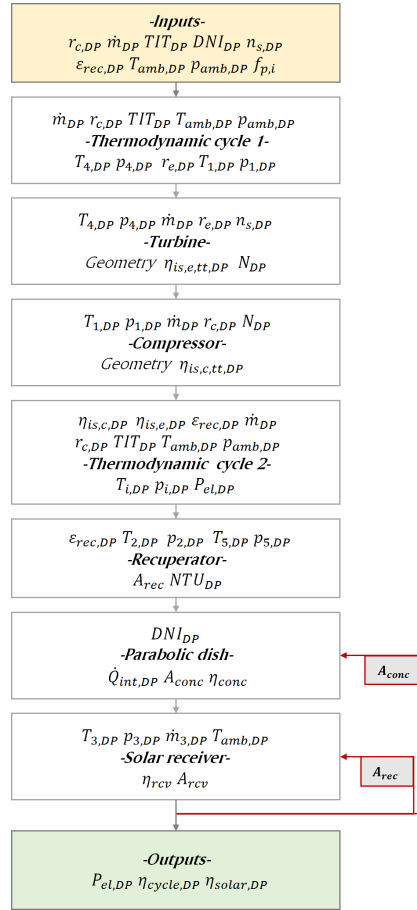 -Inputs-
r_{c,DP} ṁ_{DP} TIT_{DP} DNI_{DP} n_{s,DP}
ε_{rec,DP} T_{amb,DP} p_{amb,DP} f_{p,i}
ṁ_{DP} r_{c,DP} TIT_{DP} T_{amb,DP} p_{amb,DP}
-Thermodynamic cycle 1-
T_{4,DP} p_{4,DP} r_{e,DP} T_{1,DP} p_{1,DP}
T_{4,DP} p_{4,DP} ṁ_{DP} r_{e,DP} n_{s,DP}
-Turbine-
Geometry η_{is,e,tt,DP} N_{DP}
T_{1,DP} p_{1,DP} ṁ_{DP} r_{c,DP} N_{DP}
-Compressor-
Geometry η_{is,c,tt,DP}
η_{is,c,DP} η_{is,e,DP} ε_{rec,DP} ṁ_{DP}
r_{c,DP} TIT_{DP} T_{amb,DP} p_{amb,DP}
-Thermodynamic cycle 2-
T_{i,DP} p_{i,DP} P_{el,DP}
ε_{rec,DP} T_{2,DP} p_{2,DP} T_{5,DP} p_{5,DP}
-Recuperator-
A_{rec} NTU_{DP}
DNI_{DP}
-Parabolic dish-
Q̇_{int,DP} A_{conc} η_{conc}
A_{conc}
T_{3,DP} p_{3,DP} ṁ_{3,DP} T_{amb,DP}
-Solar receiver-
η_{rcv} A_{rcv}
A_{rec}
-Outputs-
P_{el,DP} η_{cycle,DP} η_{solar,DP}